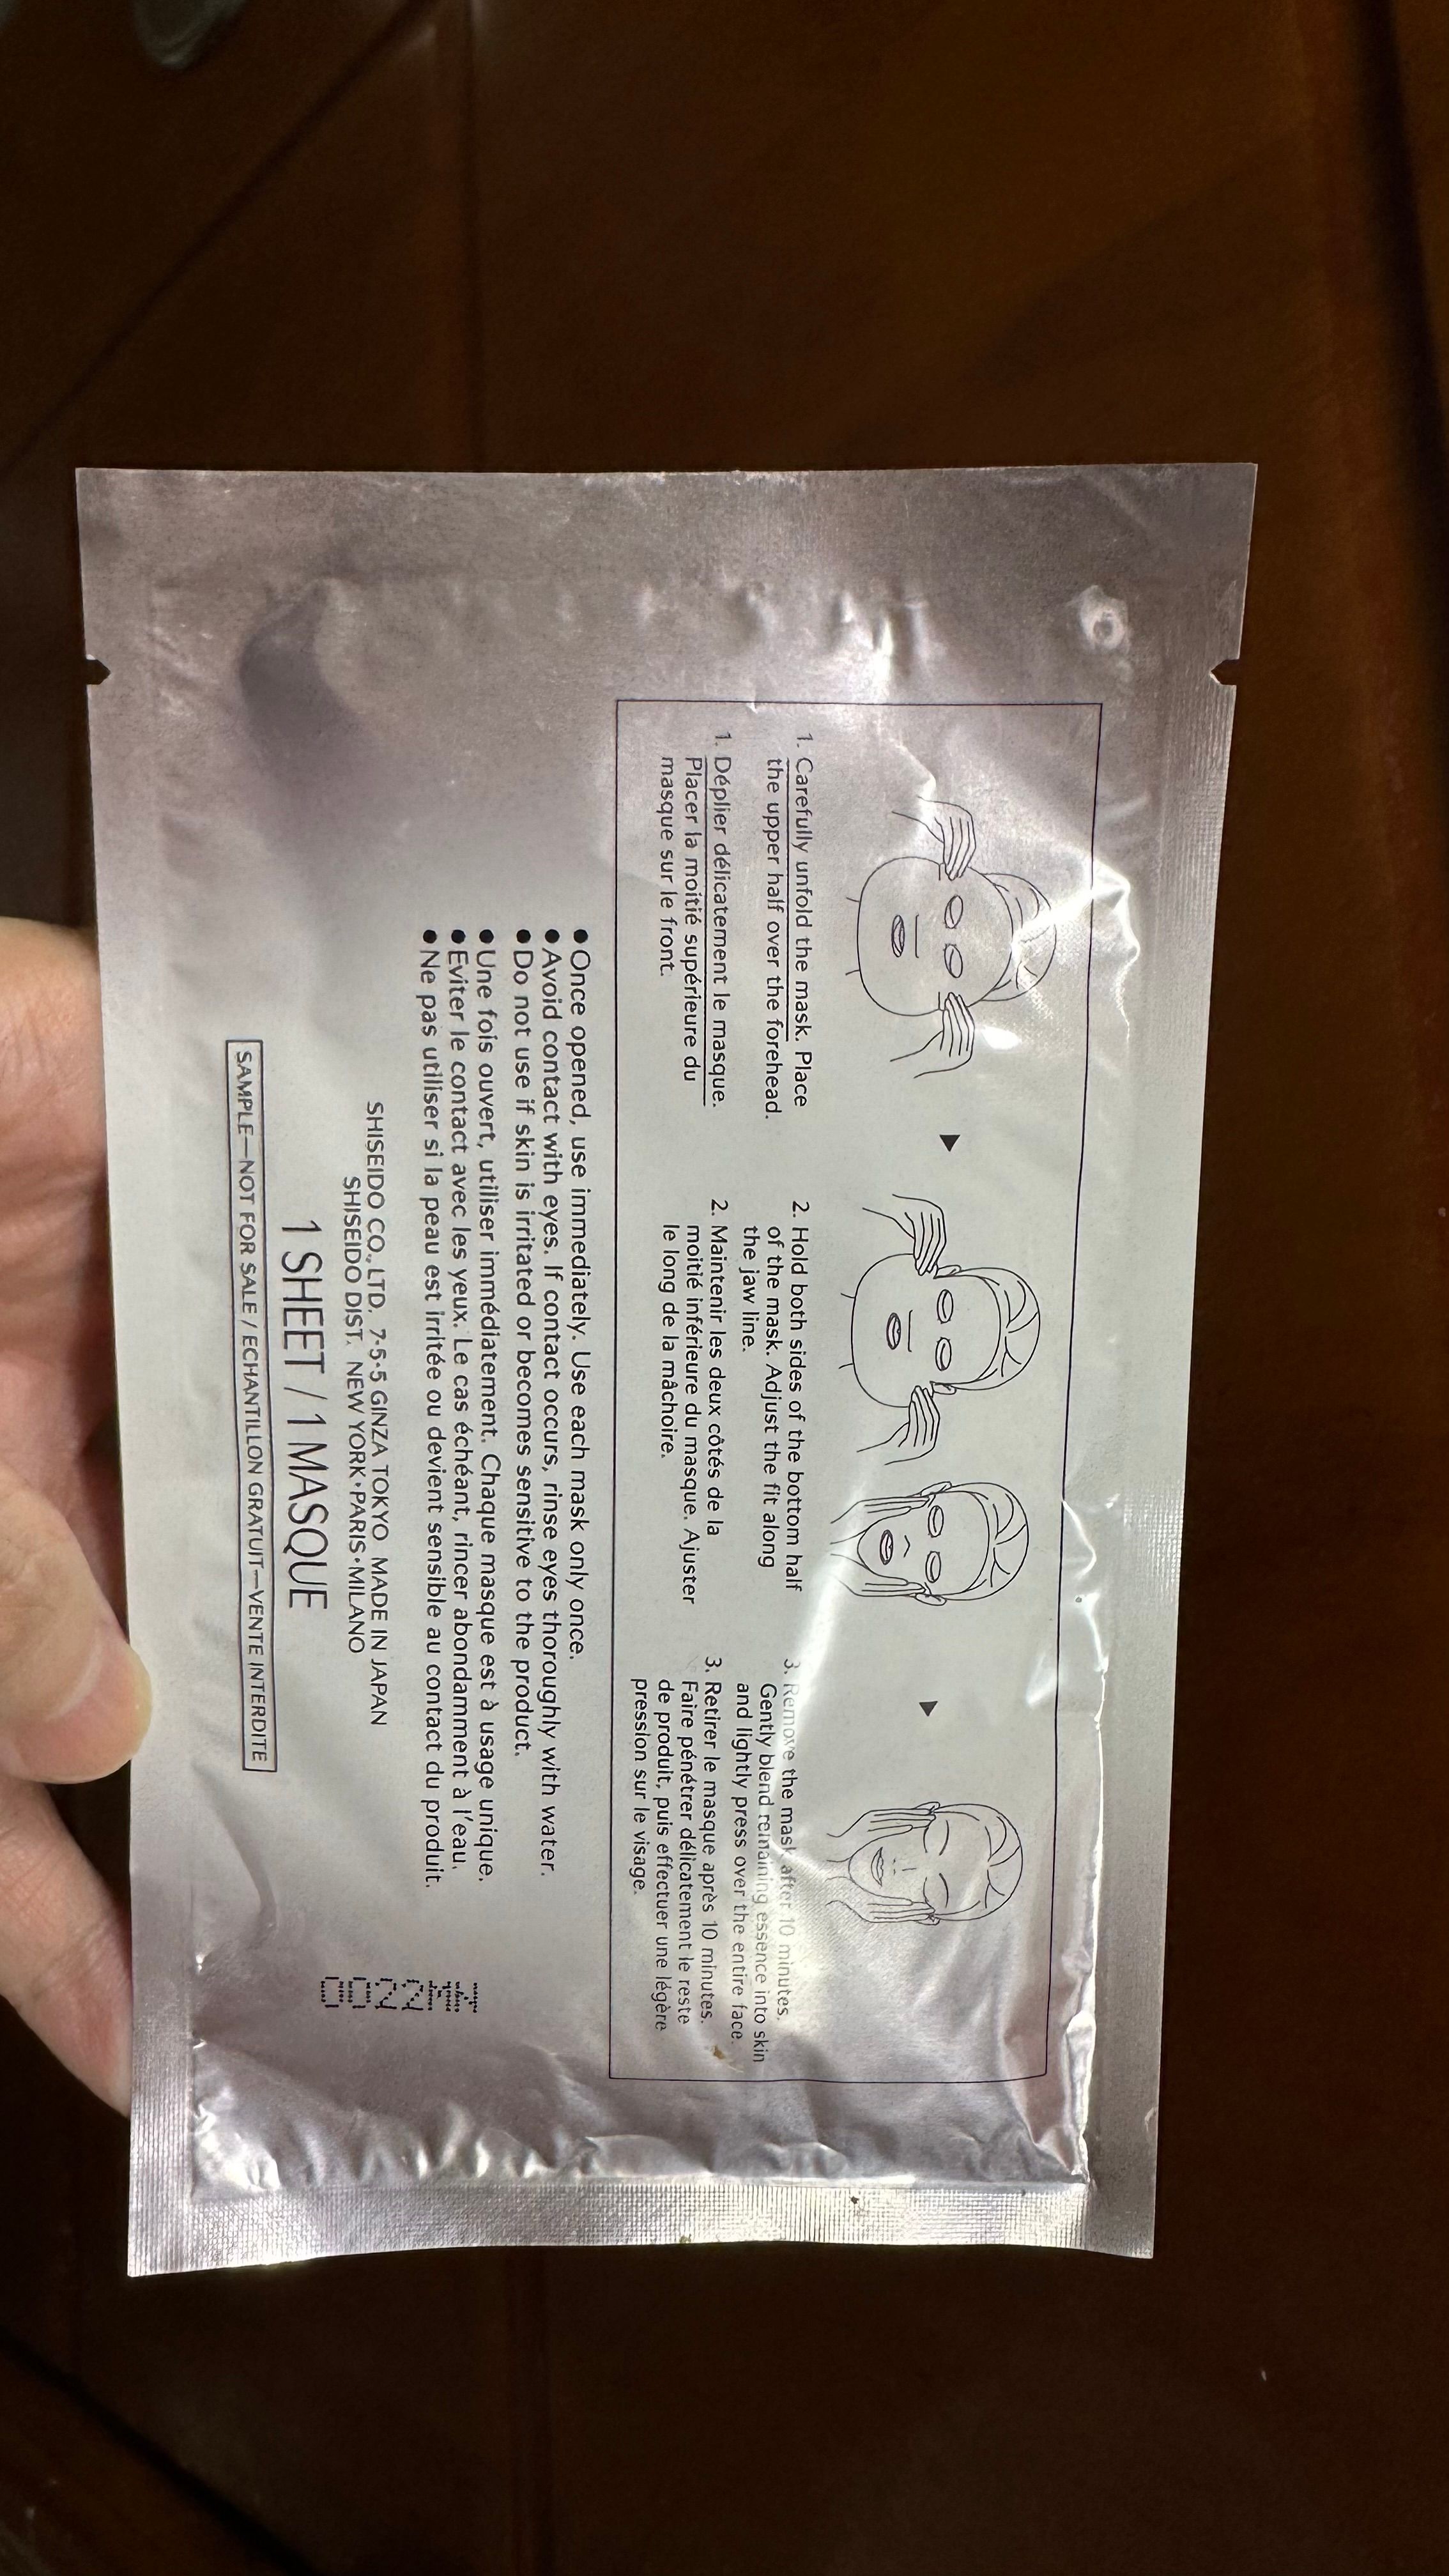 1. Carefully unfold the mask. Place
the upper half over the forehead.
1. Déplier délicatement le masque.
Placer la moitié supérieure du
masque sur le front.
2. Hold both sides of the bottom half
of the mask. Adjust the fit along
the jaw line.
2. Maintenir les deux côtés de la
moitié inférieure du masque. Ajuster
le long de la mâchoire.
3. Remove the mask after 10 minutes.
Gently blend remaining essence into skin
and lightly press over the entire face.
3. Retirer le masque après 10 minutes.
Faire pénétrer délicatement le reste
de produit, puis effectuer une légère
pression sur le visage.
●Once opened, use immediately. Use each mask only once.
●Avoid contact with eyes. If contact occurs, rinse eyes thoroughly with water.
●Do not use if skin is irritated or becomes sensitive to the product.
●Une fois ouvert, utiliser immédiatement. Chaque masque est à usage unique.
●Eviter le contact avec les yeux. Le cas échéant, rincer abondamment à l'eau.
●Ne pas utiliser si la peau est irritée ou devient sensible au contact du produit.
SHISEIDO CO., LTD. 7-5-5 GINZA TOKYO MADE IN JAPAN
SHISEIDO DIST. NEW YORK•PARIS•MILANO
1 SHEET / 1 MASQUE
SAMPLE—NOT FOR SALE / ECHANTILLON GRATUIT—VENTE INTERDITE